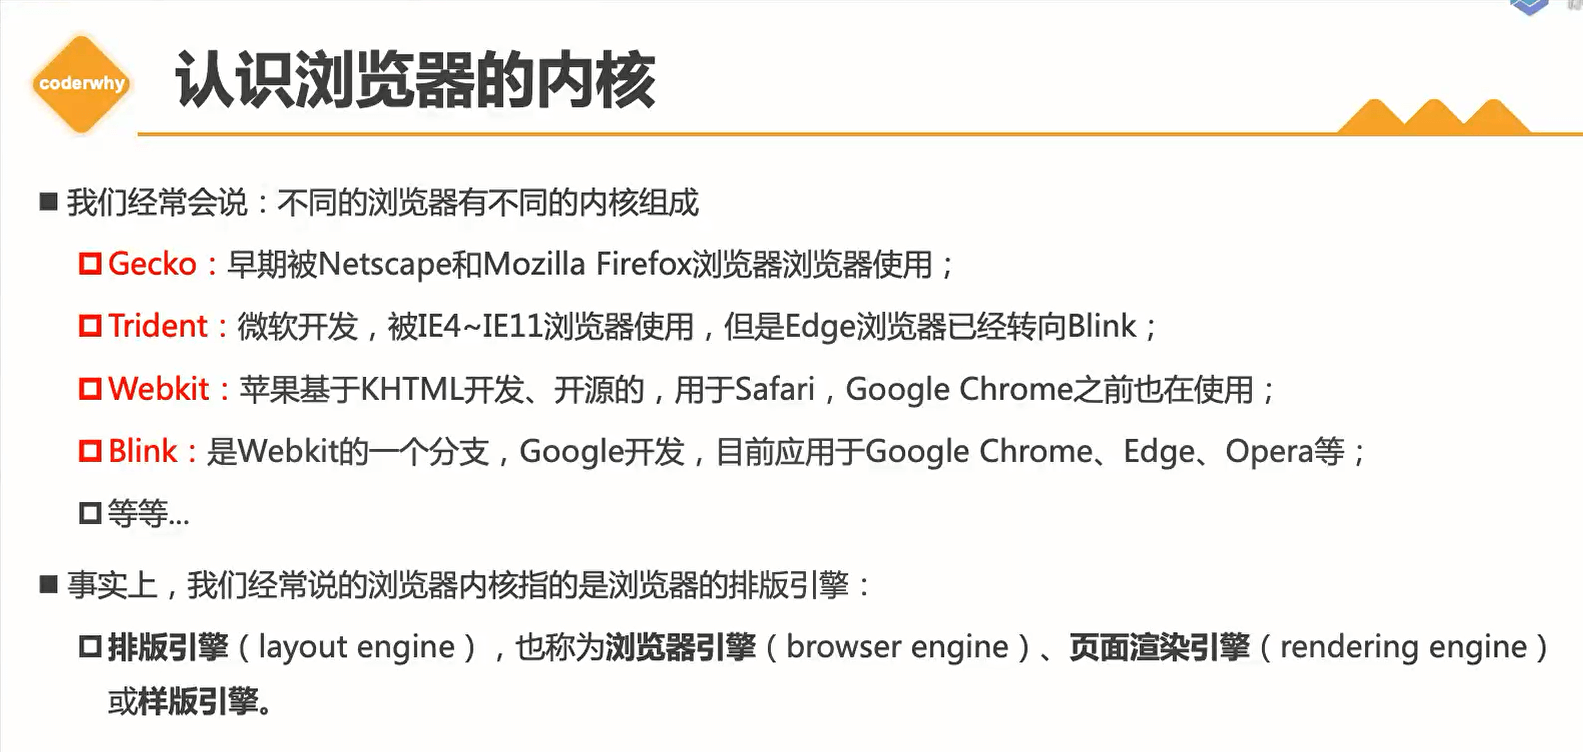 coderwhy
认识浏览器的内核
我们经常会说：不同的浏览器有不同的内核组成
Gecko：早期被Netscape和Mozilla Firefox浏览器浏览器使用；
Trident：微软开发，被IE4~IE11浏览器使用，但是Edge浏览器已经转向Blink；
Webkit：苹果基于KHTML开发、开源的，用于Safari，Google Chrome之前也在使用；
Blink：是Webkit的一个分支，Google开发，目前应用于Google Chrome、Edge、Opera等；
等等...
事实上，我们经常说的浏览器内核指的是浏览器的排版引擎：
排版引擎（layout engine），也称为浏览器引擎（browser engine）、页面渲染引擎（rendering engine）
或样版引擎。